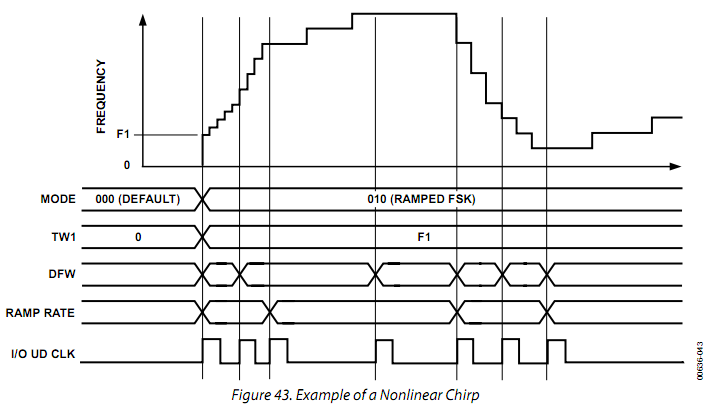 FREQUENCY
F1
0
MODE
000 (DEFAULT)
010 (RAMPED FSK)
TW1
0
F1
DFW
RAMP RATE
I/O UD CLK
00636-043
Figure 43. Example of a Nonlinear Chirp